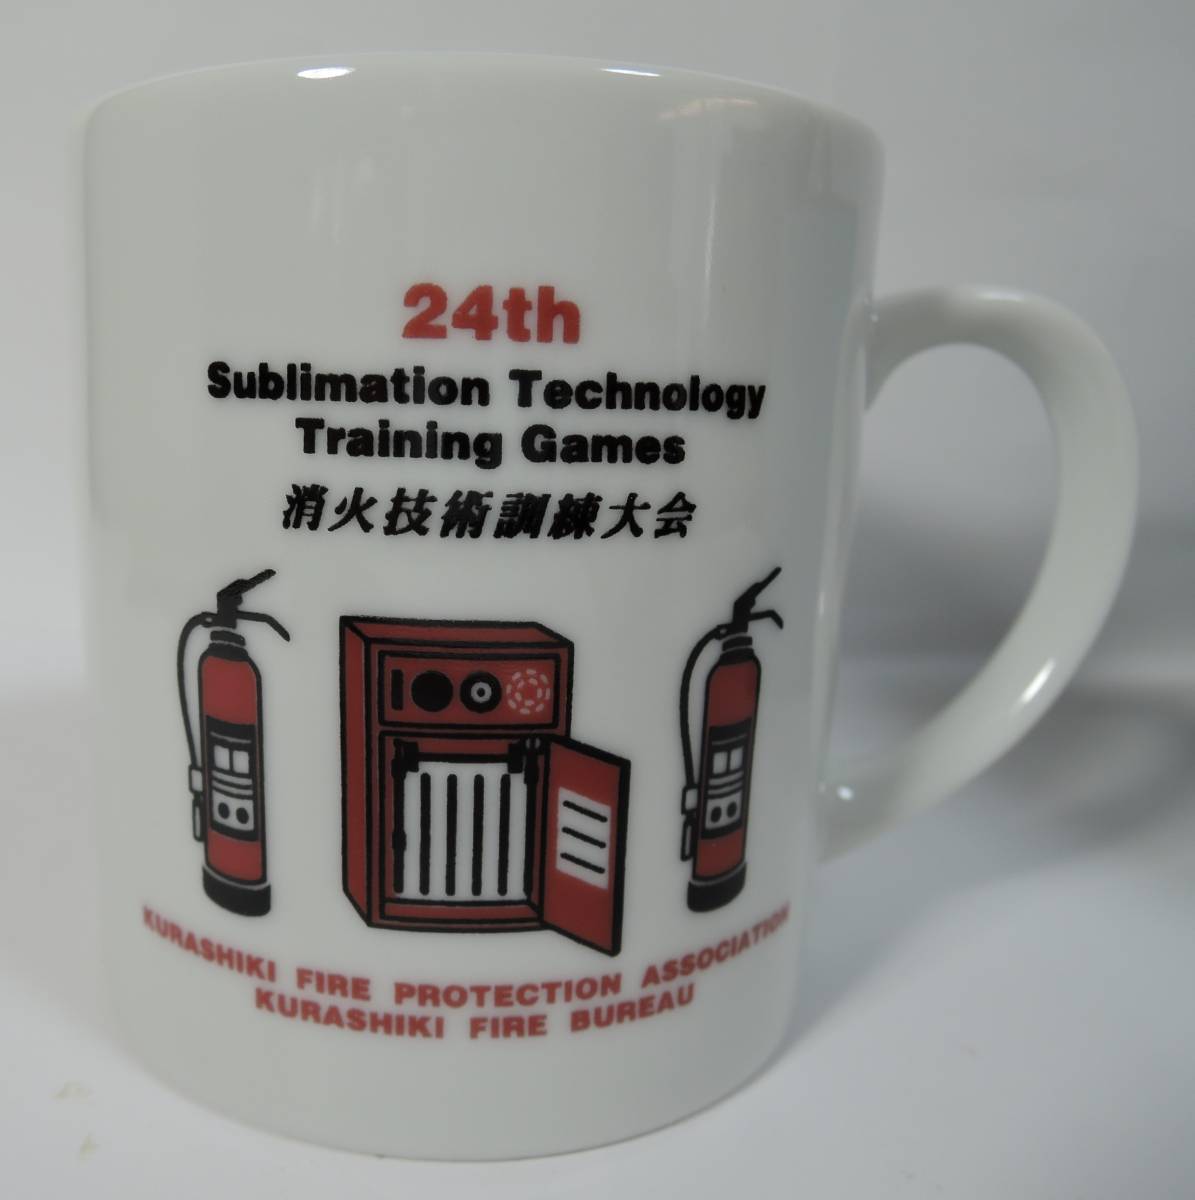 24th
Sublimation Technology
Training Games
消火技術訓練大会
KURASHIKI FIRE PROTECTION ASSOCIATION
KURASHIKI FIRE BUREAU